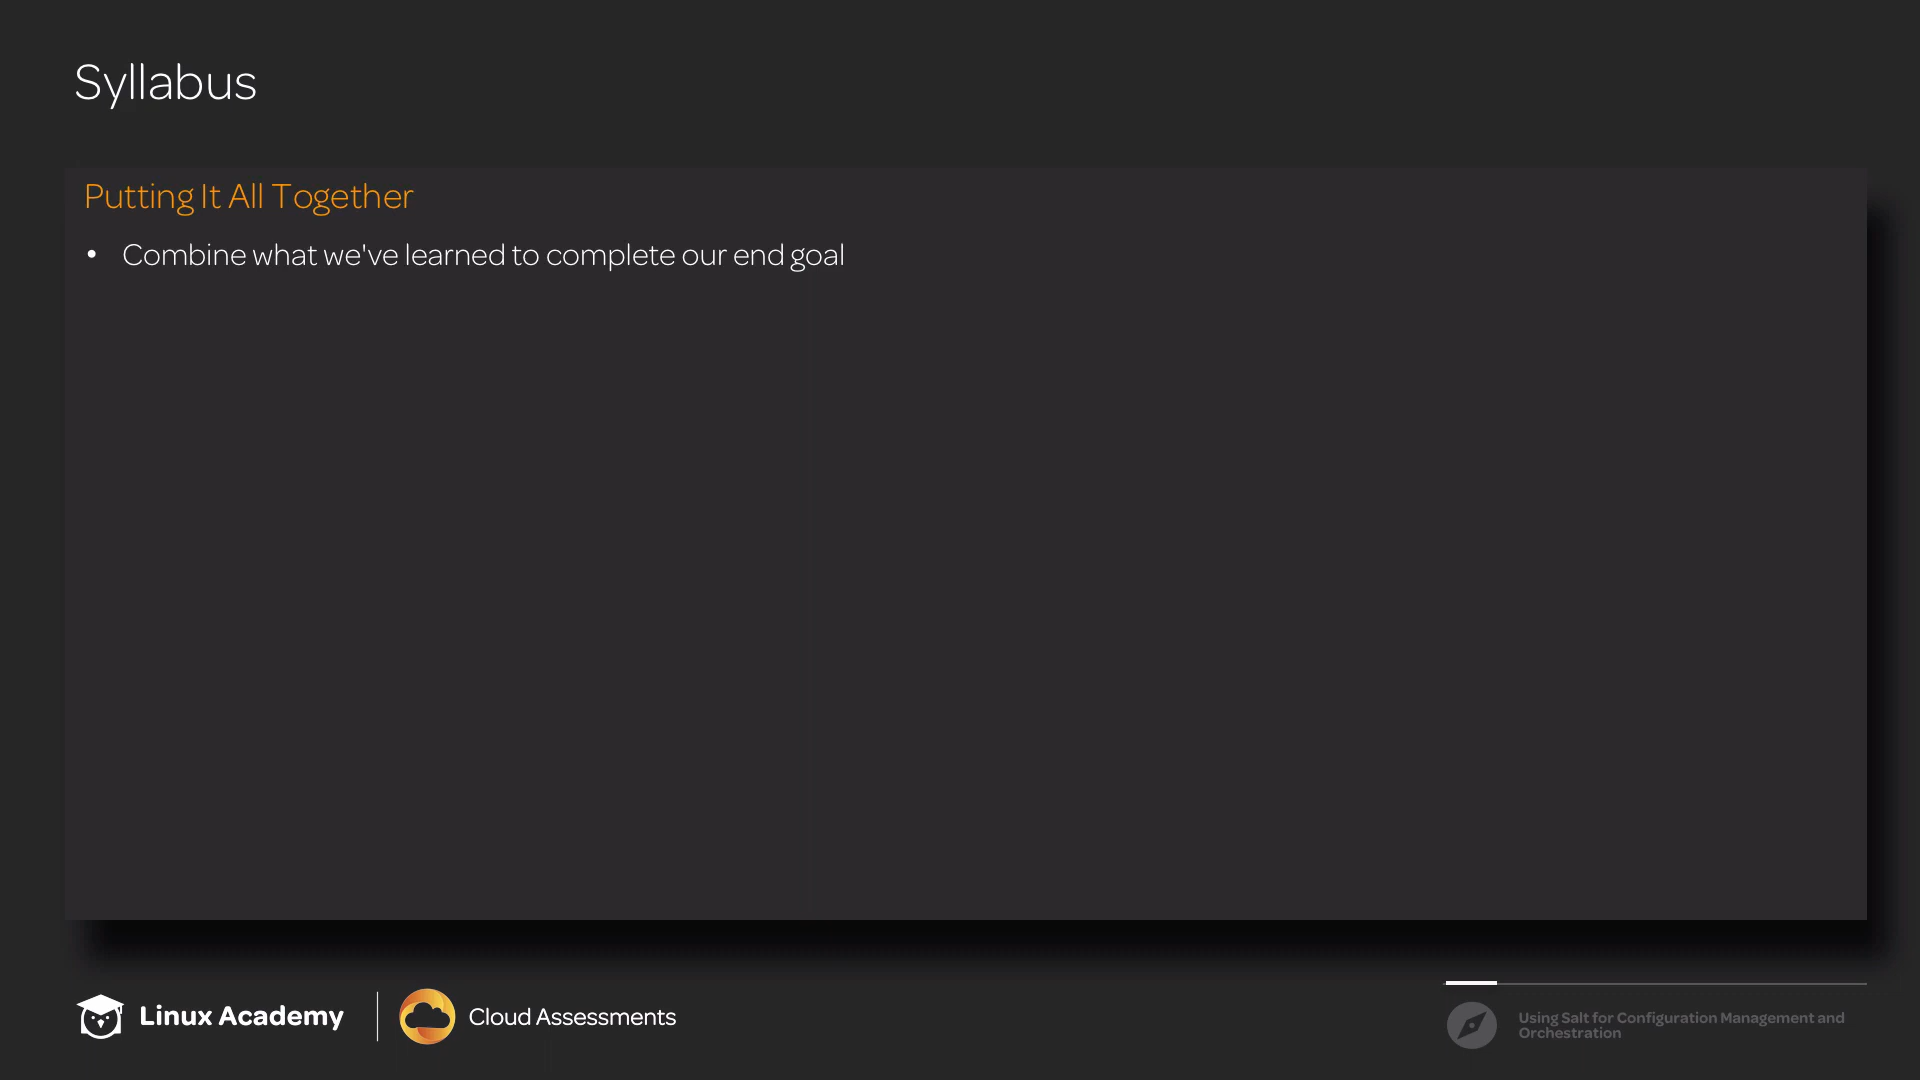 Syllabus
Putting It All Together
• Combine what we've learned to complete our end goal
Linux Academy
Cloud Assessments
Using Salt for Configuration Management and
Orchestration